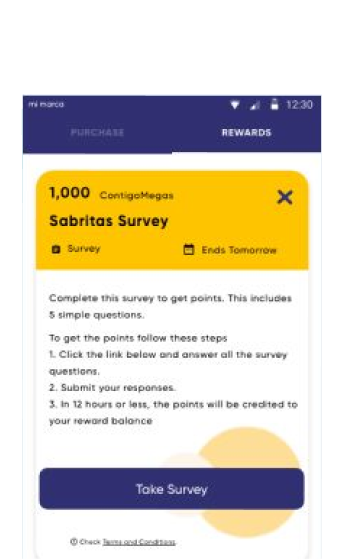 mi marca 12:30
PURCHASE REWARDS
1,000 ContigoMegas
Sabritas Survey
Survey Ends Tomorrow
Complete this survey to get points. This includes
5 simple questions.
To get the points follow these steps
1. Click the link below and answer all the survey
questions.
2. Submit your responses.
3. In 12 hours or less, the points will be credited to
your reward balance
Take Survey
Check Terms and Conditions